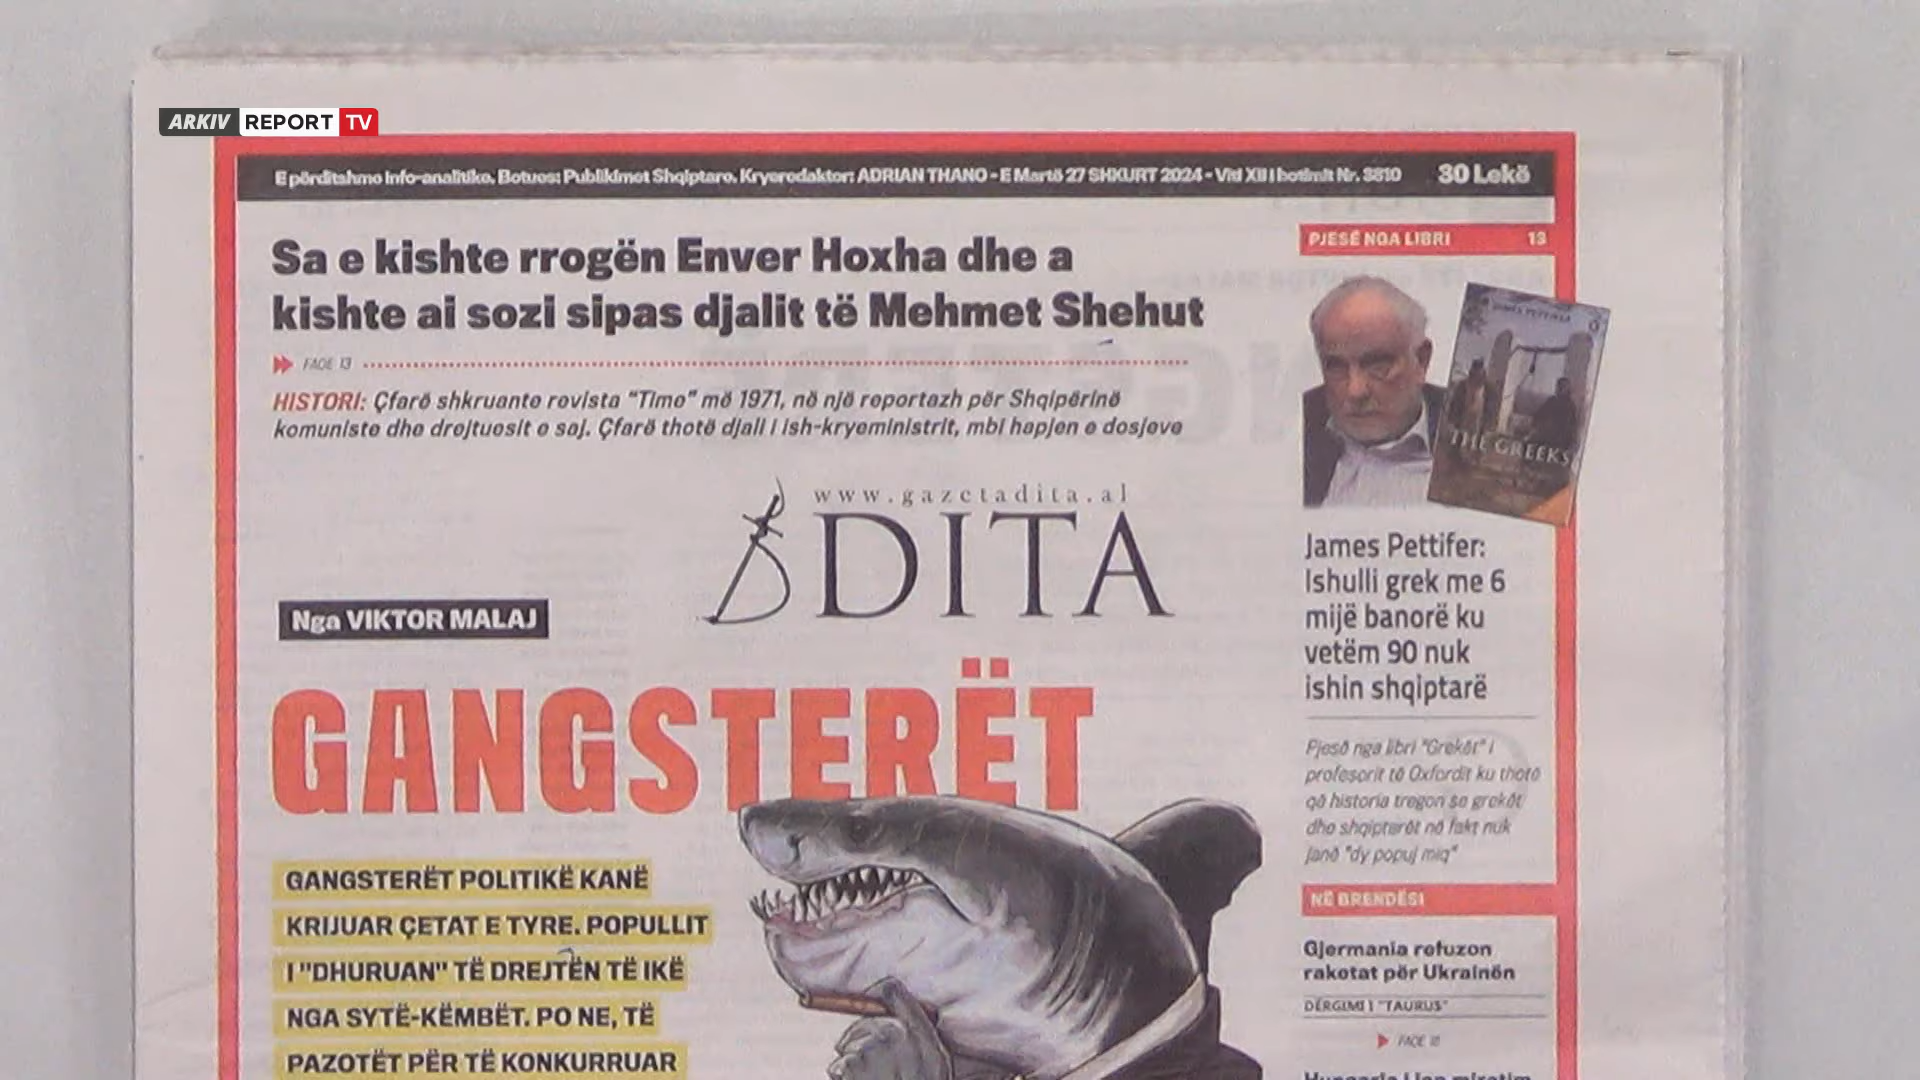 ARKIV REPORT TV
E përditshme info-analitike. Botues: Publikimet Shqiptare. Kryeredaktor: ADRIAN THANO - E Martë 27 SHKURT 2024 - Viti XII i botimit Nr. 3810 30 Lekë
Sa e kishte rrogën Enver Hoxha dhe a
kishte ai sozi sipas djalit të Mehmet Shehut
FAQE 13
HISTORI: Çfarë shkruante revista "Time" më 1971, në një reportazh për Shqipërinë
komuniste dhe drejtuesit e saj. Çfarë thotë djali i ish-kryeministrit, mbi hapjen e dosjeve
www.gazetadita.al
DITA
Nga VIKTOR MALAJ
GANGSTERËT
GANGSTERËT POLITIKË KANË
KRIJUAR ÇETAT E TYRE. POPULLIT
I "DHURUAN" TË DREJTËN TË IKË
NGA SYTË-KËMBËT. PO NE, TË
PAZOTËT PËR TË KONKURRUAR
PJESË NGA LIBRI 13
JAMES PETTIFER
THE GREEKS
James Pettifer:
Ishulli grek me 6
mijë banorë ku
vetëm 90 nuk
ishin shqiptarë
Pjesë nga libri "Grekët" i
profesorit të Oxfordit ku thotë
që historia tregon se grekët
dhe shqiptarët në fakt nuk
janë "dy popuj miq"
NË BRENDËSI
Gjermania refuzon
raketat për Ukrainën
DËRGIMI I "TAURUS"
FAQE 18